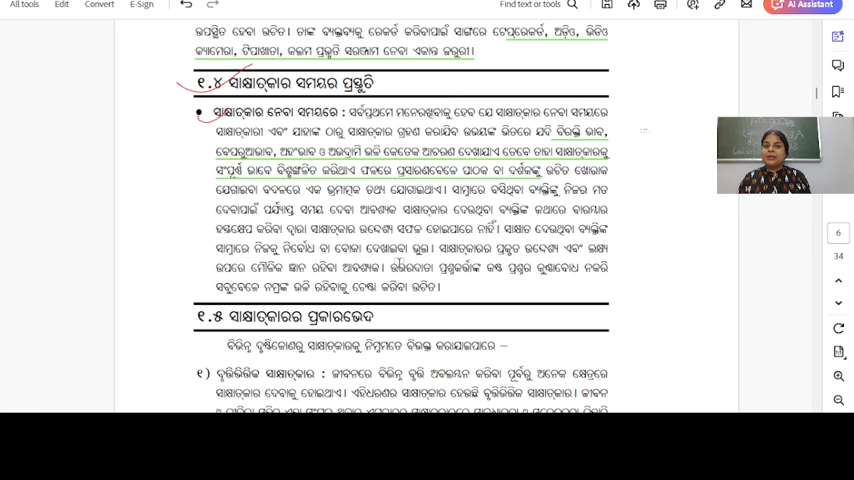 All tools Edit Convert E-Sign Find text or tools AI Assistant
ଉପସ୍ଥିତ ହେବା ଉଚିତ। ତାଙ୍କ ବ୍ୟକ୍ତବ୍ୟକୁ ରେକର୍ଡ କରିବାପାଇଁ ସାଙ୍ଗରେ ଟେପ୍‌ରେକର୍ଡ, ଅଡ଼ିଓ, ଭିଡିଓ
କ୍ୟାମେରା, ଟିପାଖାତା, କଲମ ପ୍ରଭୃତି ସରଞ୍ଜାମ ନେବା ଏକାନ୍ତ ଜରୁରୀ।
୧.୪ ସାକ୍ଷାତ୍‌କାର ସମୟର ପ୍ରସ୍ତୁତି
• ସାକ୍ଷାତ୍‌କାର ନେବା ସମୟରେ : ସର୍ବପ୍ରଥମେ ମନେରଖିବାକୁ ହେବ ଯେ ସାକ୍ଷାତ୍‌କାର ନେବା ସମୟରେ
ସାକ୍ଷାତ୍‌କାରୀ ଏବଂ ଯାହାଙ୍କ ଠାରୁ ସାକ୍ଷାତ୍‌କାର ଗ୍ରହଣ କରାଯିବ ଉଭୟଙ୍କ ଭିତରେ ଯଦି ବିରକ୍ତି ଭାବ,
ବେପରୁଆଭାବ, ଅହଂଭାବ ଓ ଅଭଦ୍ରାମି ଭଳି କେତେକ ଆଚରଣ ଦେଖାଯାଏ ତେବେ ତାହା ସାକ୍ଷାତ୍‌କାରକୁ
ସଂପୂର୍ଣ୍ଣ ଭାବେ ବିଶୃଙ୍ଖଳିତ କରିଥାଏ ଫଳରେ ପ୍ରସାରଣବେଳେ ପାଠକ ବା ଦର୍ଶକଙ୍କୁ ଉଚିତ ଖୋରାକ
ଯୋଗାଇବା ବଦଳରେ ଏକ ଭ୍ରମାତ୍ମକ ତଥ୍ୟ ଯୋଗାଇଥାଏ। ସାମ୍ନାରେ ବସିଥିବା ବ୍ୟକ୍ତିଙ୍କୁ ନିଜର ମତ
ଦେବାପାଇଁ ପର୍ଯ୍ୟାପ୍ତ ସମୟ ଦେବା ଆବଶ୍ୟକ ସାକ୍ଷାତ୍‌କାର ଦେଉଥିବା ବ୍ୟକ୍ତିଙ୍କ କଥାରେ ବାରମ୍ବାର
ହସ୍ତକ୍ଷେପ କରିବା ଦ୍ୱାରା ସାକ୍ଷାତ୍‌କାର ଉଦ୍ଦେଶ୍ୟ ସଫଳ ହୋଇପାରେ ନାହିଁ। ସାକ୍ଷାତ ଦେଉଥିବା ବ୍ୟକ୍ତିଙ୍କ
ସାମ୍ନାରେ ନିଜକୁ ନିର୍ବୋଧ ବା ବୋକା ଦେଖାଇବା ଭୁଲ। ସାକ୍ଷାତ୍‌କାରର ପ୍ରକୃତ ଉଦ୍ଦେଶ୍ୟ ଏବଂ ଲକ୍ଷ୍ୟ
ଉପରେ ମୌଳିକ ଜ୍ଞାନ ରହିବା ଆବଶ୍ୟକ। ଉତ୍ତରଦାତା ପ୍ରଶ୍ନକର୍ତ୍ତାଙ୍କ କଷ୍ଟ ପ୍ରଶ୍ନର କୁଣ୍ଠାବୋଧ ନକରି
ସବୁବେଳେ ନମ୍ରଙ୍କ ଭଳି ରହିବାକୁ ଚେଷ୍ଟା କରିବା ଉଚିତ।
୧.୫ ସାକ୍ଷାତ୍‌କାରର ପ୍ରକାରଭେଦ
ବିଭିନ୍ନ ଦୃଷ୍ଟିକୋଣରୁ ସାକ୍ଷାତ୍‌କାରକୁ ନିମ୍ନମତେ ବିଭକ୍ତ କରାଯାଇପାରେ –
୧) ବୃତ୍ତିଭିତ୍ତିକ ସାକ୍ଷାତ୍‌କାର : ଜୀବନରେ ବିଭିନ୍ନ ବୃତ୍ତି ଅବଲମ୍ବନ କରିବା ପୂର୍ବରୁ ଅନେକ କ୍ଷେତ୍ରରେ
ସାକ୍ଷାତ୍‌କାର ଦେବାକୁ ହୋଇଥାଏ। ଏହିଧରଣର ସାକ୍ଷାତ୍‌କାର ହେଉଛି ବୃତ୍ତିଭିତ୍ତିକ ସାକ୍ଷାତ୍‌କାର। ଜୀବନ
6
34